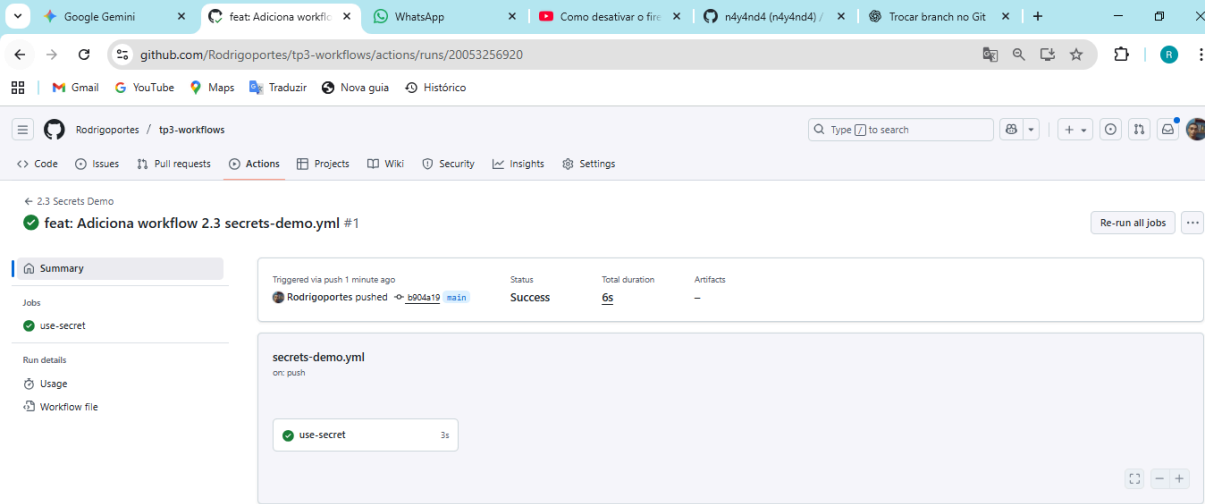 Google Gemini
feat: Adiciona workflo
WhatsApp
Como desativar o fire
n4y4nd4 (n4y4nd4) /
Trocar branch no Git
github.com/Rodrigoportes/tp3-workflows/actions/runs/20053256920
R
Gmail
YouTube
Maps
Traduzir
Nova guia
Histórico
Rodrigoportes / tp3-workflows
Type / to search
Code
Issues
Pull requests
Actions
Projects
Wiki
Security
Insights
Settings
← 2.3 Secrets Demo
feat: Adiciona workflow 2.3 secrets-demo.yml #1
Re-run all jobs
Summary
Jobs
use-secret
Run details
Usage
Workflow file
Triggered via push 1 minute ago
Rodrigoportes pushed b904a19 main
Status
Success
Total duration
6s
Artifacts
–
secrets-demo.yml
on: push
use-secret
3s